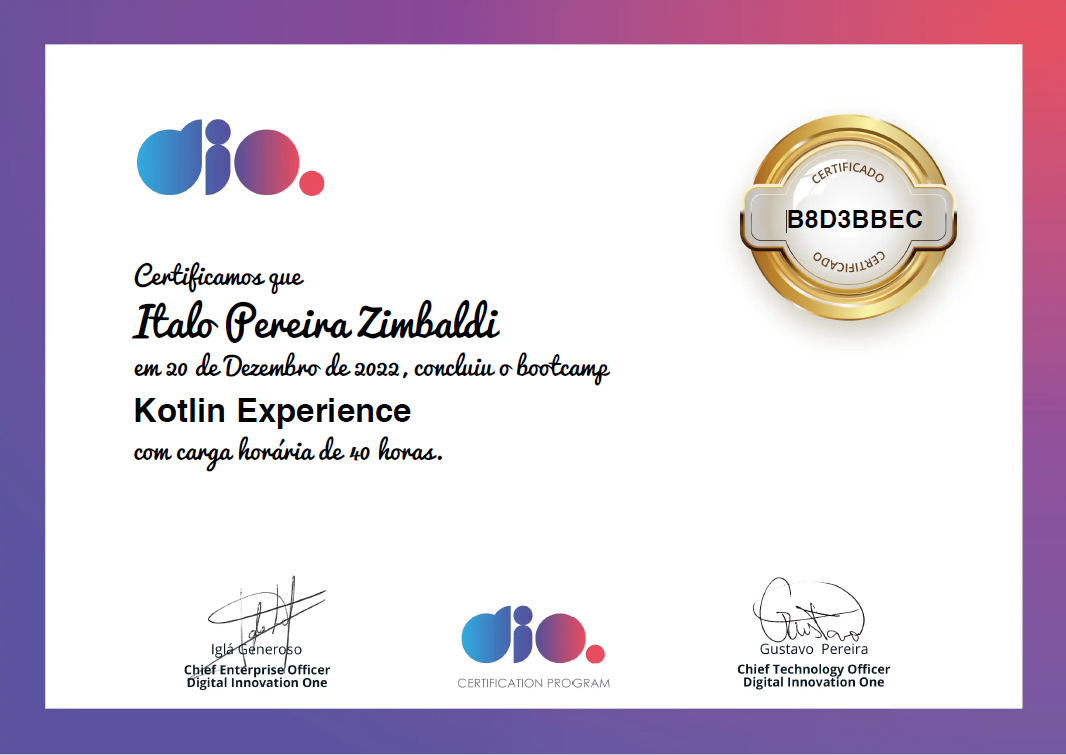 dio.
CERTIFICADO
B8D3BBEC
CERTIFICADO
Certificamos que
Italo Pereira Zimbaldi
em 20 de Dezembro de 2022, concluiu o bootcamp
Kotlin Experience
com carga horária de 40 horas.
Iglá Generoso
Chief Enterprise Officer
Digital Innovation One
dio.
CERTIFICATION PROGRAM
Gustavo
Gustavo Pereira
Chief Technology Officer
Digital Innovation One